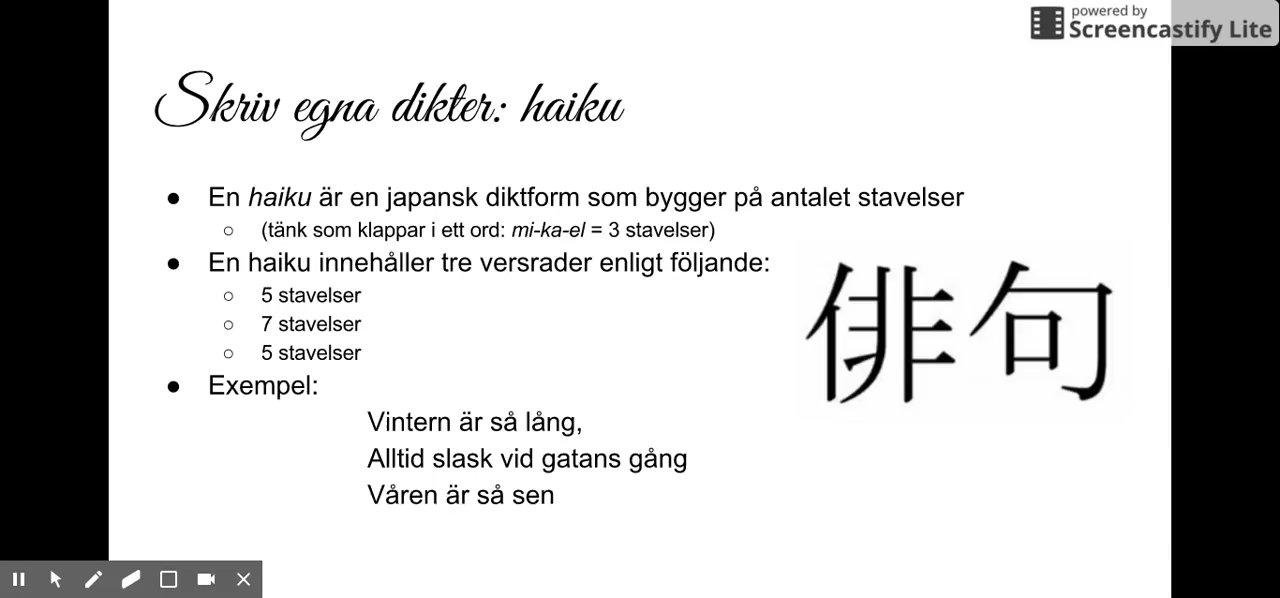 powered by
Screencastify Lite
Skriv egna dikter: haiku
● En haiku är en japansk diktform som bygger på antalet stavelser
○ (tänk som klappar i ett ord: mi-ka-el = 3 stavelser)
● En haiku innehåller tre versrader enligt följande:
○ 5 stavelser
○ 7 stavelser
○ 5 stavelser
俳句
● Exempel:
Vintern är så lång,
Alltid slask vid gatans gång
Våren är så sen